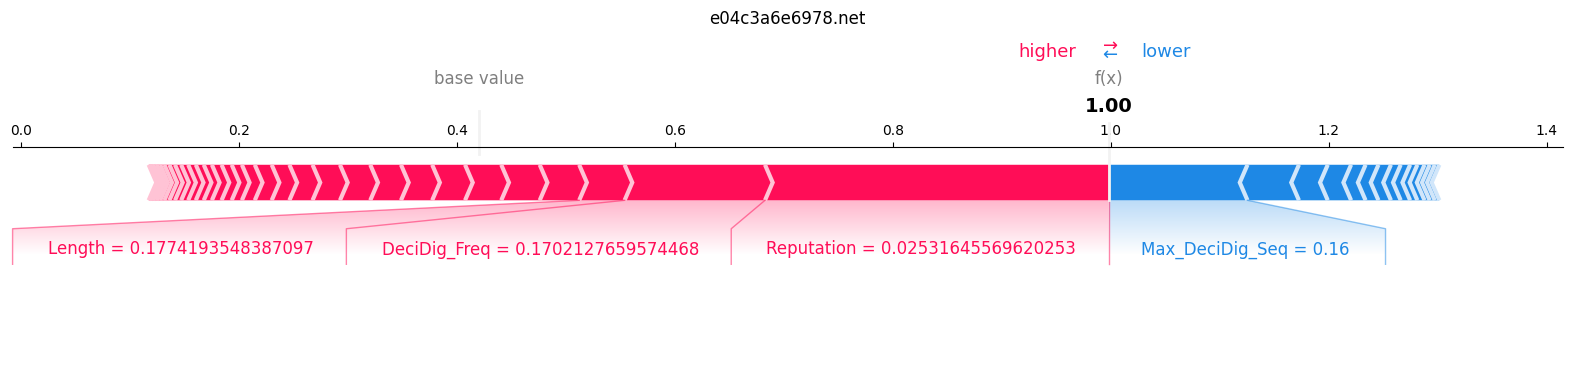 e04c3a6e6978.net
higher ⇄ lower
base value f(x)
1.00
0.0 0.2 0.4 0.6 0.8 1.0 1.2 1.4
Length = 0.1774193548387097 DeciDig_Freq = 0.1702127659574468 Reputation = 0.02531645569620253 Max_DeciDig_Seq = 0.16